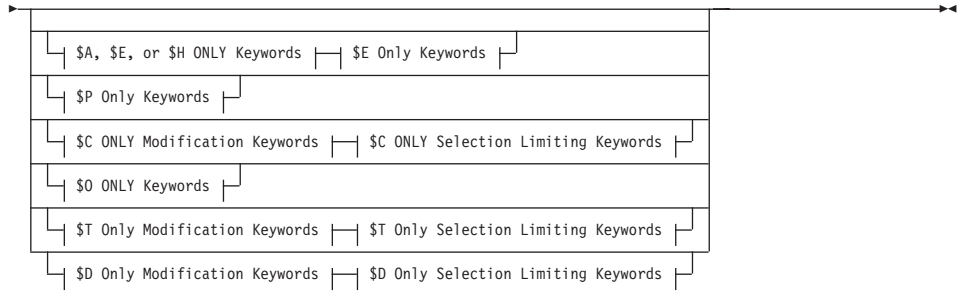 $A, $E, or $H ONLY Keywords $E Only Keywords
$P Only Keywords
$C ONLY Modification Keywords $C ONLY Selection Limiting Keywords
$O ONLY Keywords
$T Only Modification Keywords $T Only Selection Limiting Keywords
$D Only Modification Keywords $D Only Selection Limiting Keywords